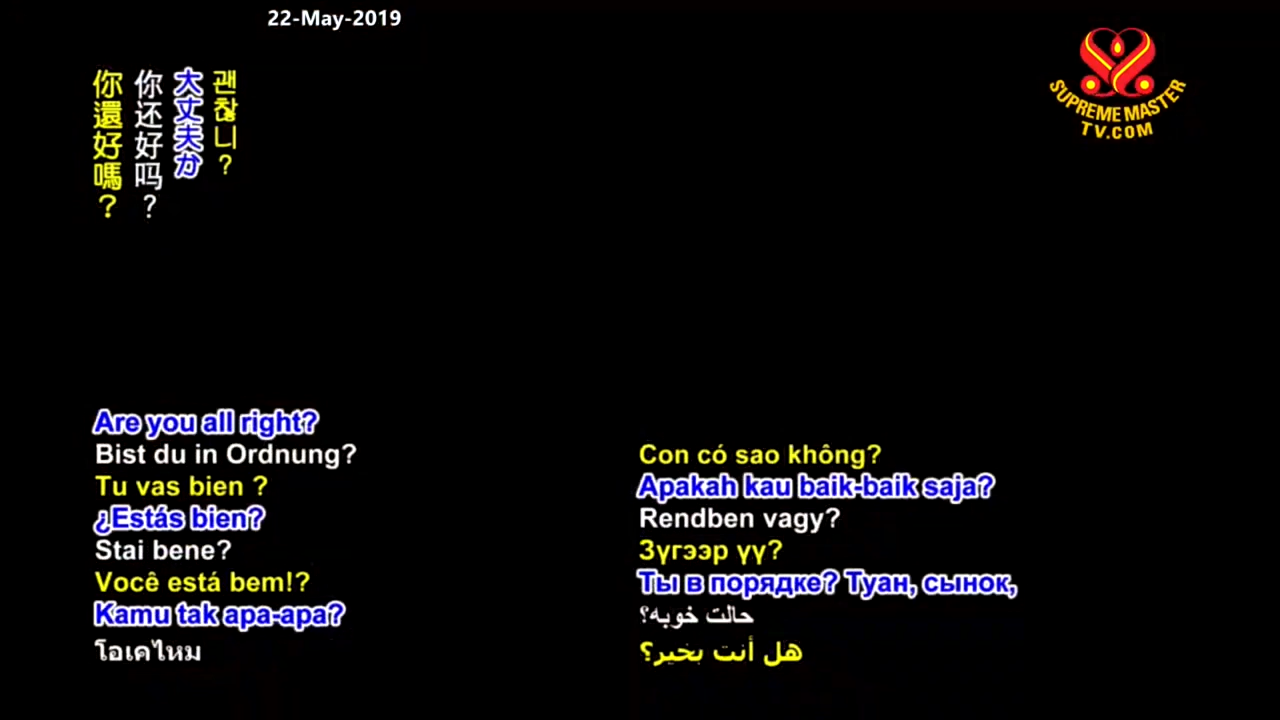 22-May-2019
SUPREME MASTER
TV.COM
괜찮니?
大丈夫か
你还好吗?
你還好嗎?
Are you all right?
Bist du in Ordnung?
Tu vas bien ?
¿Estás bien?
Stai bene?
Você está bem!?
Kamu tak apa-apa?
โอเคไหม
Con có sao không?
Apakah kau baik-baik saja?
Rendben vagy?
Зүгээр үү?
Ты в порядке? Туан, сынок,
حالت خوبه؟
هل أنت بخير؟